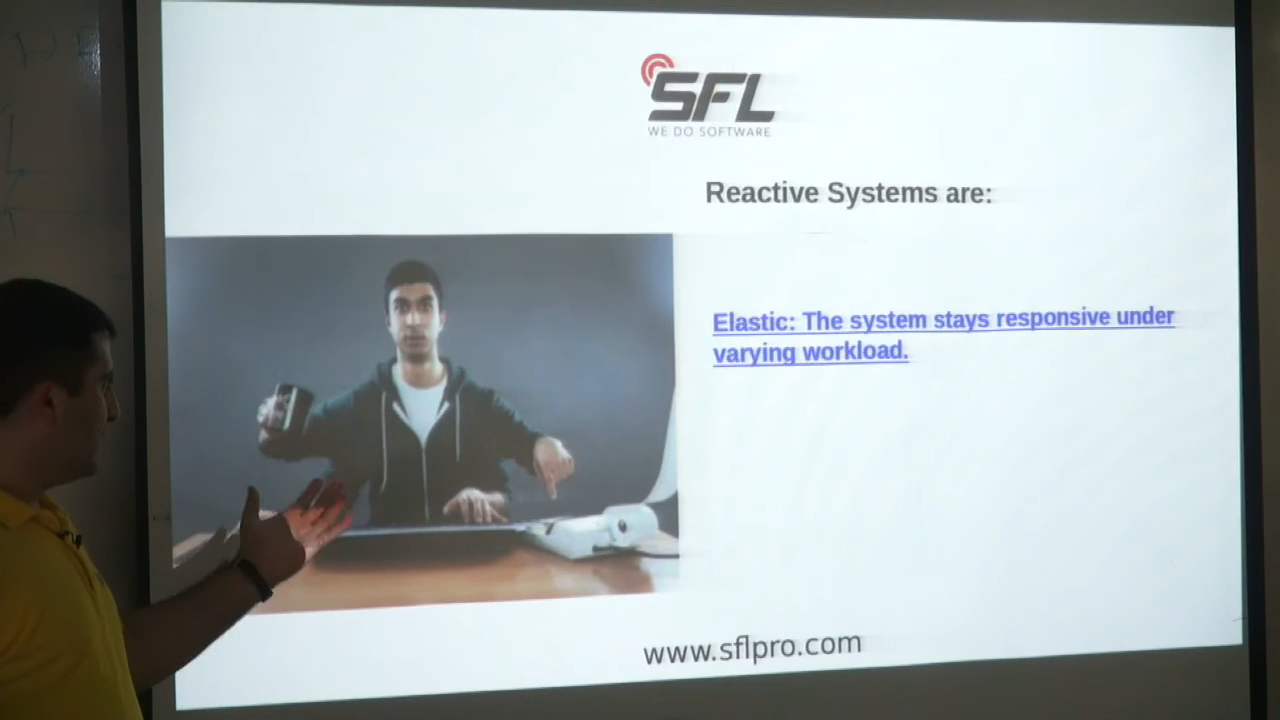 SFL
WE DO SOFTWARE
Reactive Systems are:
Elastic: The system stays responsive under
varying workload.
www.sflpro.com